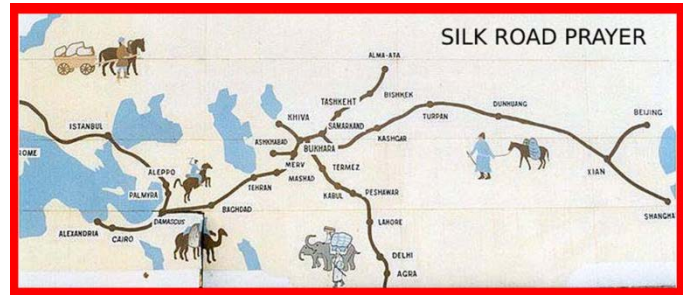 SILK ROAD PRAYER
ALMA-ATA
BISHKEK
TASHKEHT
KHIVA
SAMARKAND
TURPAN
DUNHUANG
BEIJING
ISTANBUL
ASHKHABAD
BUKHARA
KASHGAR
ROME
MERV
XIAN
ALEPPO
MASHAD
TERMEZ
TEHRAN
KABUL
PESHAWAR
PALMYRA
BAGHDAD
DAMASCUS
SHANGHA
ALEXANDRIA
CAIRO
LAHORE
DELHI
AGRA